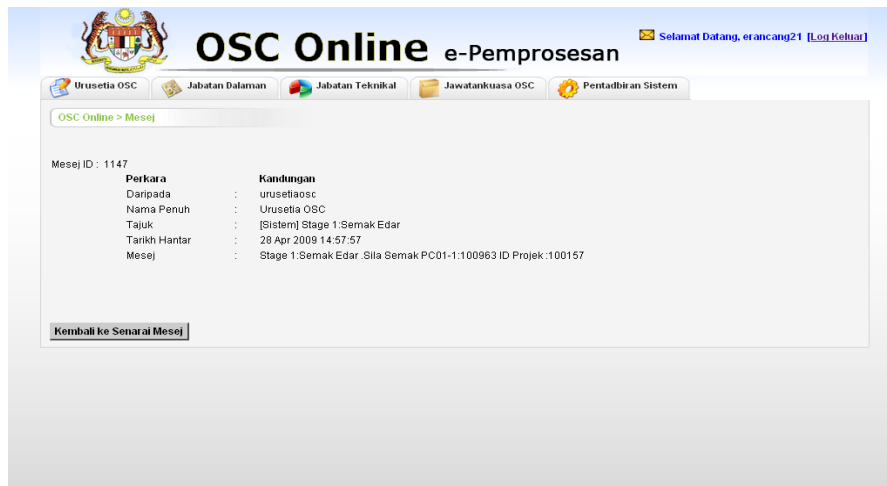 OSC Online e-Pemprosesan
Selamat Datang, erancang21 [Log Keluar]
Urusetia OSC
Jabatan Dalaman
Jabatan Teknikal
Jawatankuasa OSC
Pentadbiran Sistem
OSC Online > Mesej
Mesej ID : 1147
Perkara Kandungan
Daripada : urusetiaosc
Nama Penuh : Urusetia OSC
Tajuk : [Sistem] Stage 1:Semak Edar
Tarikh Hantar : 28 Apr 2009 14:57:57
Mesej : Stage 1:Semak Edar .Sila Semak PC01-1:100963 ID Projek :100157
Kembali ke Senarai Mesej